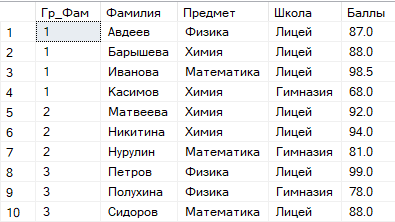 Гр_Фам Фамилия Предмет Школа Баллы
1 1 Авдеев Физика Лицей 87.0
2 1 Барышева Химия Лицей 88.0
3 1 Иванова Математика Лицей 98.5
4 1 Касимов Химия Гимназия 68.0
5 2 Матвеева Химия Лицей 92.0
6 2 Никитина Химия Лицей 94.0
7 2 Нурулин Математика Гимназия 81.0
8 3 Петров Физика Лицей 99.0
9 3 Полухина Физика Гимназия 78.0
10 3 Сидоров Математика Лицей 88.0